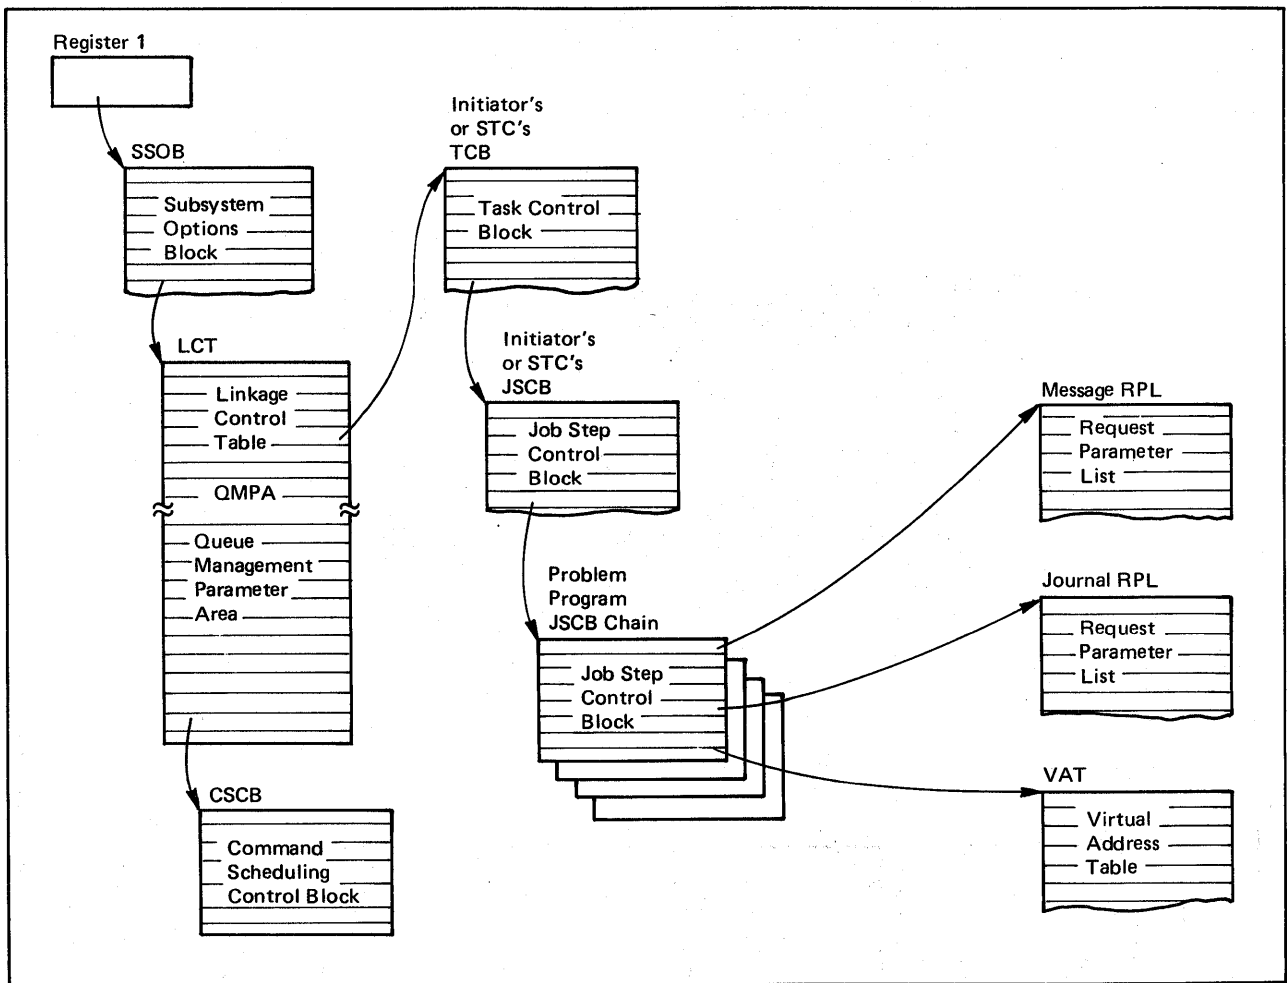 Register 1
SSOB
Subsystem
Options
Block
LCT
Linkage
Control
Table
QMPA
Queue
Management
Parameter
Area
CSCB
Command
Scheduling
Control Block
Initiator's
or STC's
TCB
Task Control
Block
Initiator's
or STC's
JSCB
Job Step
Control
Block
Problem
Program
JSCB Chain
Job Step
Control
Block
Message RPL
Request
Parameter
List
Journal RPL
Request
Parameter
List
VAT
Virtual
Address
Table